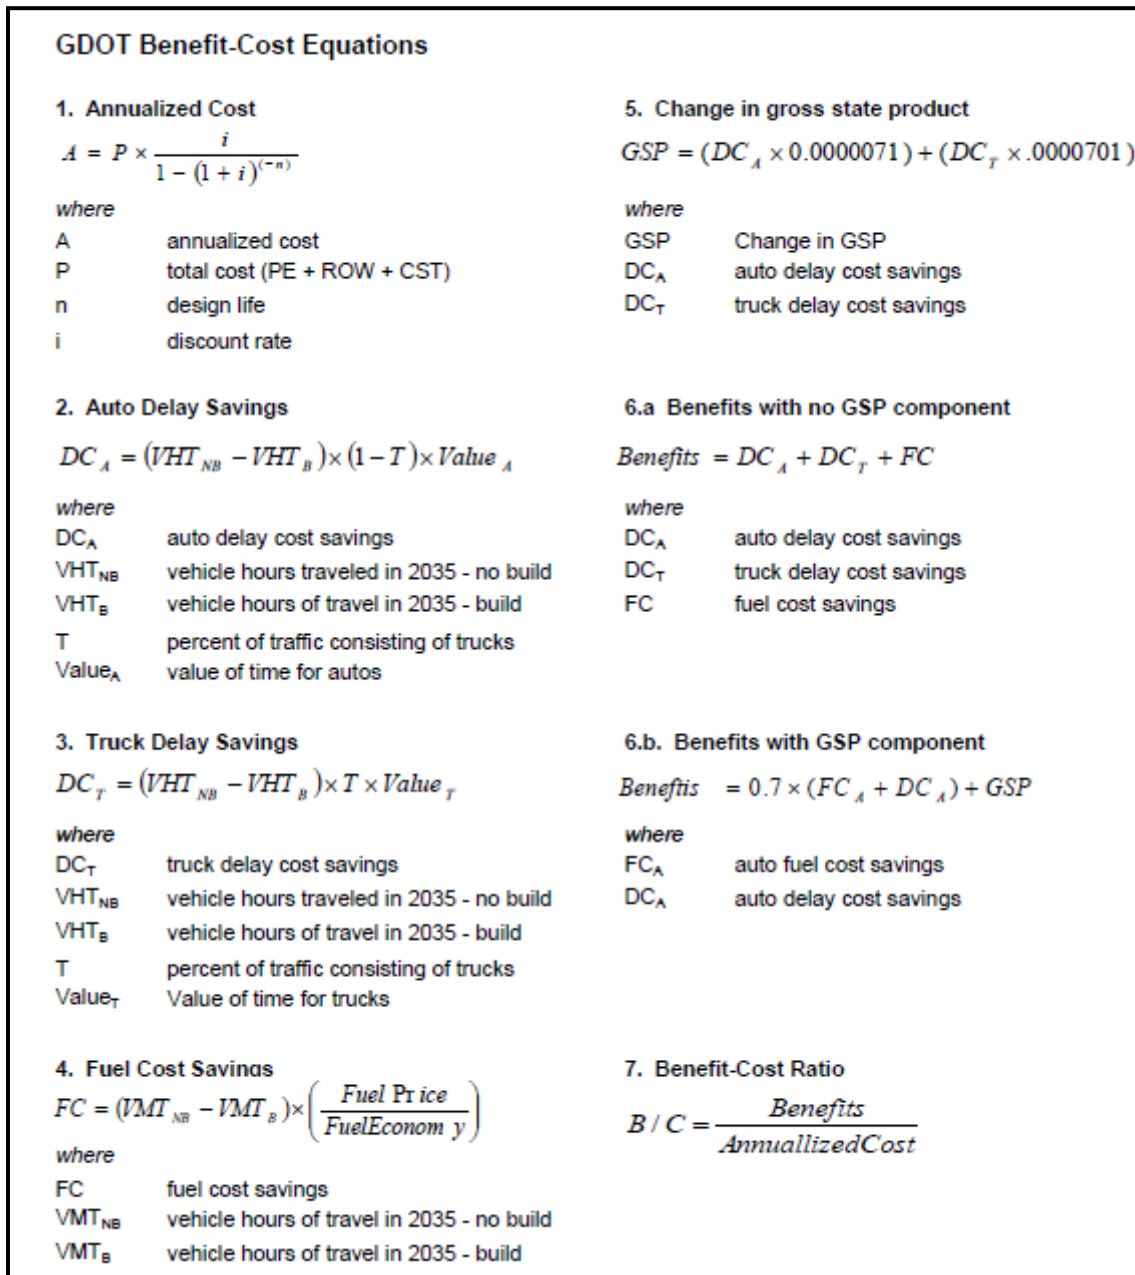 GDOT Benefit-Cost Equations
1. Annualized Cost
A = P × i / (1 − (1 + i)^(−n))
where
A annualized cost
P total cost (PE + ROW + CST)
n design life
i discount rate
2. Auto Delay Savings
DC_A = (VHT_NB − VHT_B) × (1 − T) × Value_A
where
DC_A auto delay cost savings
VHT_NB vehicle hours traveled in 2035 - no build
VHT_B vehicle hours of travel in 2035 - build
T percent of traffic consisting of trucks
Value_A value of time for autos
3. Truck Delay Savings
DC_T = (VHT_NB − VHT_B) × T × Value_T
where
DC_T truck delay cost savings
VHT_NB vehicle hours traveled in 2035 - no build
VHT_B vehicle hours of travel in 2035 - build
T percent of traffic consisting of trucks
Value_T Value of time for trucks
4. Fuel Cost Savings
FC = (VMT_NB − VMT_B) × (Fuel Pr ice / FuelEconom y)
where
FC fuel cost savings
VMT_NB vehicle hours of travel in 2035 - no build
VMT_B vehicle hours of travel in 2035 - build
5. Change in gross state product
GSP = (DC_A × 0.0000071) + (DC_T × .0000701)
where
GSP Change in GSP
DC_A auto delay cost savings
DC_T truck delay cost savings
6.a Benefits with no GSP component
Benefits = DC_A + DC_T + FC
where
DC_A auto delay cost savings
DC_T truck delay cost savings
FC fuel cost savings
6.b. Benefits with GSP component
Beneftis = 0.7 × (FC_A + DC_A) + GSP
where
FC_A auto fuel cost savings
DC_A auto delay cost savings
7. Benefit-Cost Ratio
B / C = Benefits / AnnuallizedCost